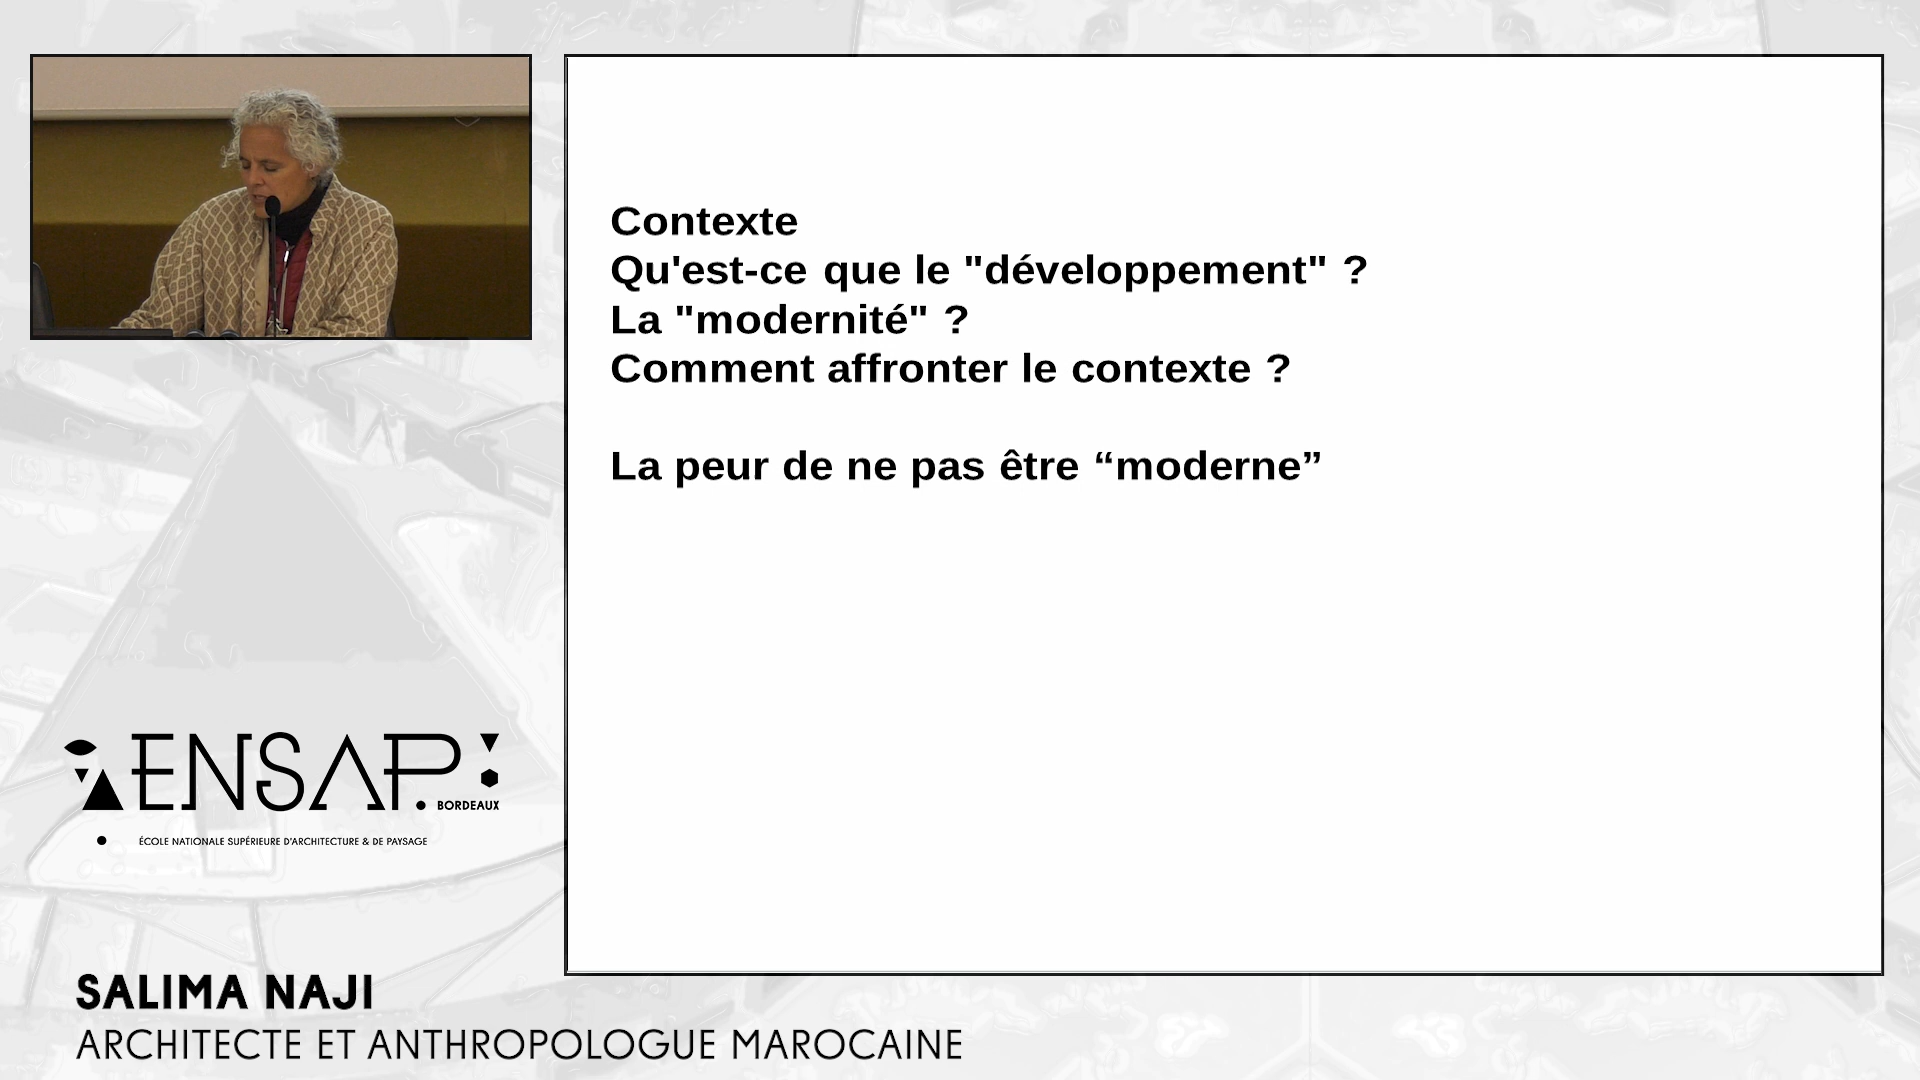 Contexte
Qu'est-ce que le "développement" ?
La "modernité" ?
Comment affronter le contexte ?
La peur de ne pas être “moderne”
ENSAP.
BORDEAUX
ÉCOLE NATIONALE SUPÉRIEURE D'ARCHITECTURE & DE PAYSAGE
SALIMA NAJI
ARCHITECTE ET ANTHROPOLOGUE MAROCAINE